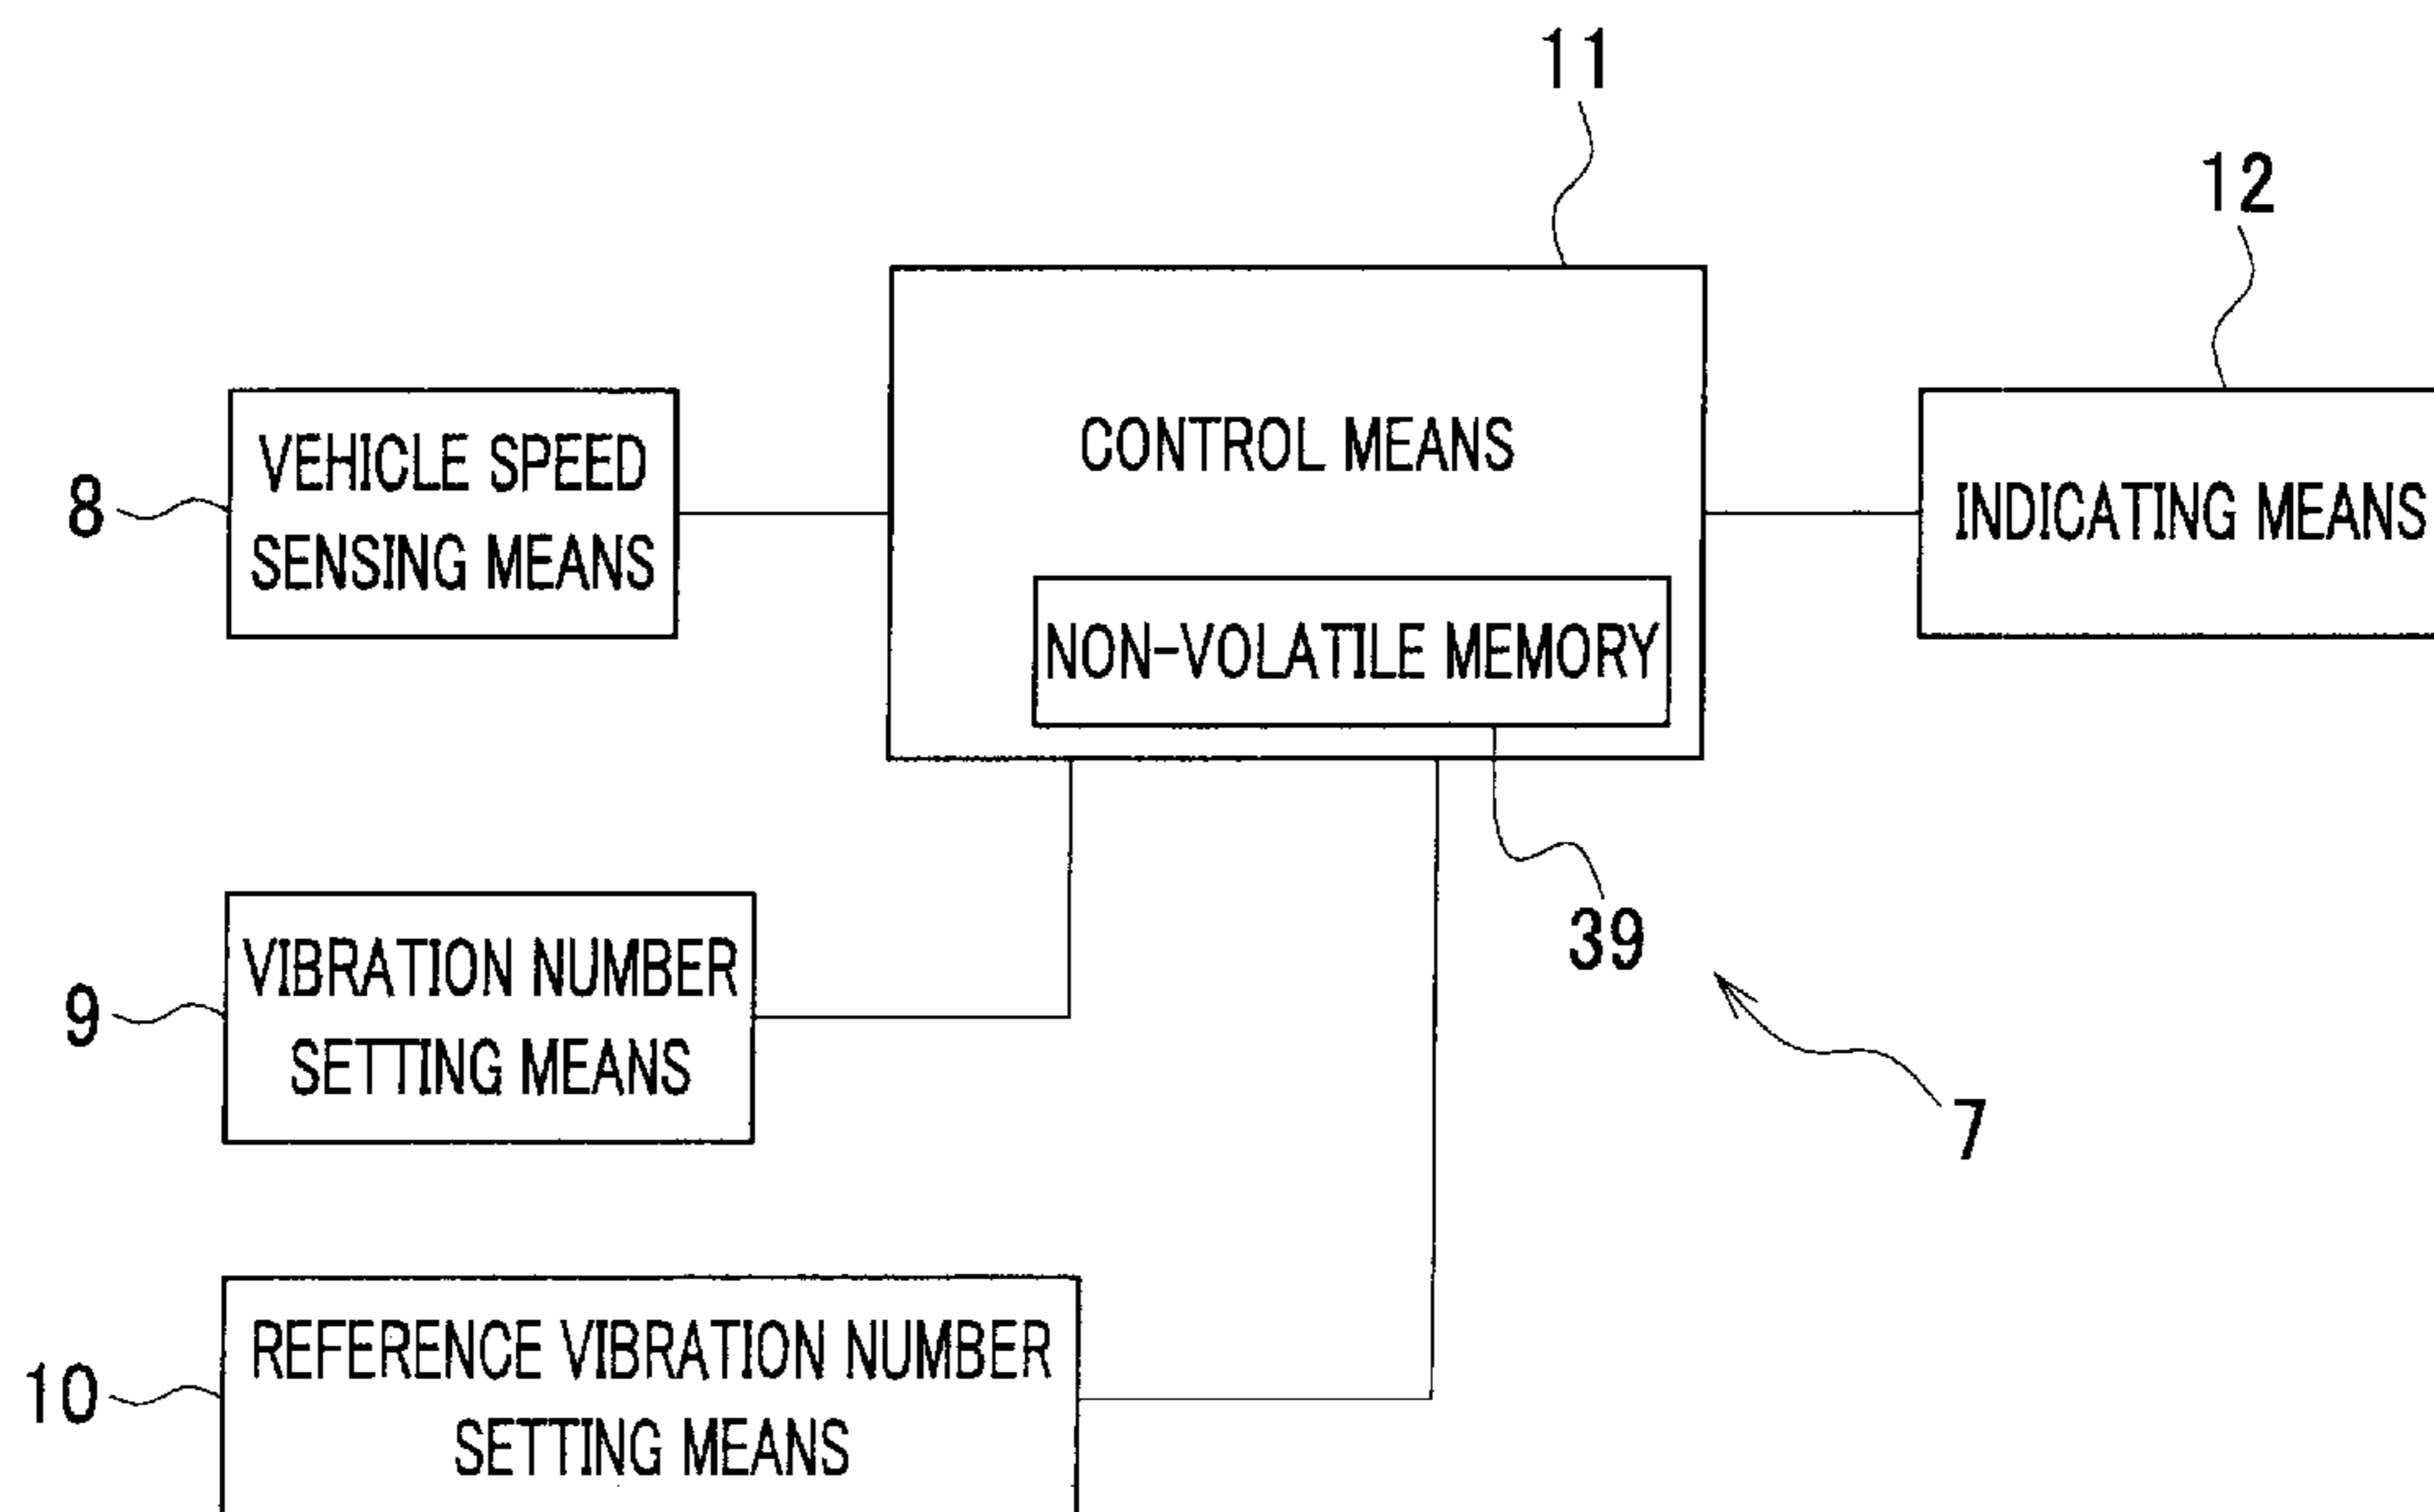 11
12
CONTROL MEANS
8
VEHICLE SPEED
SENSING MEANS
INDICATING MEANS
NON-VOLATILE MEMORY
39
9
VIBRATION NUMBER
SETTING MEANS
7
10
REFERENCE VIBRATION NUMBER
SETTING MEANS